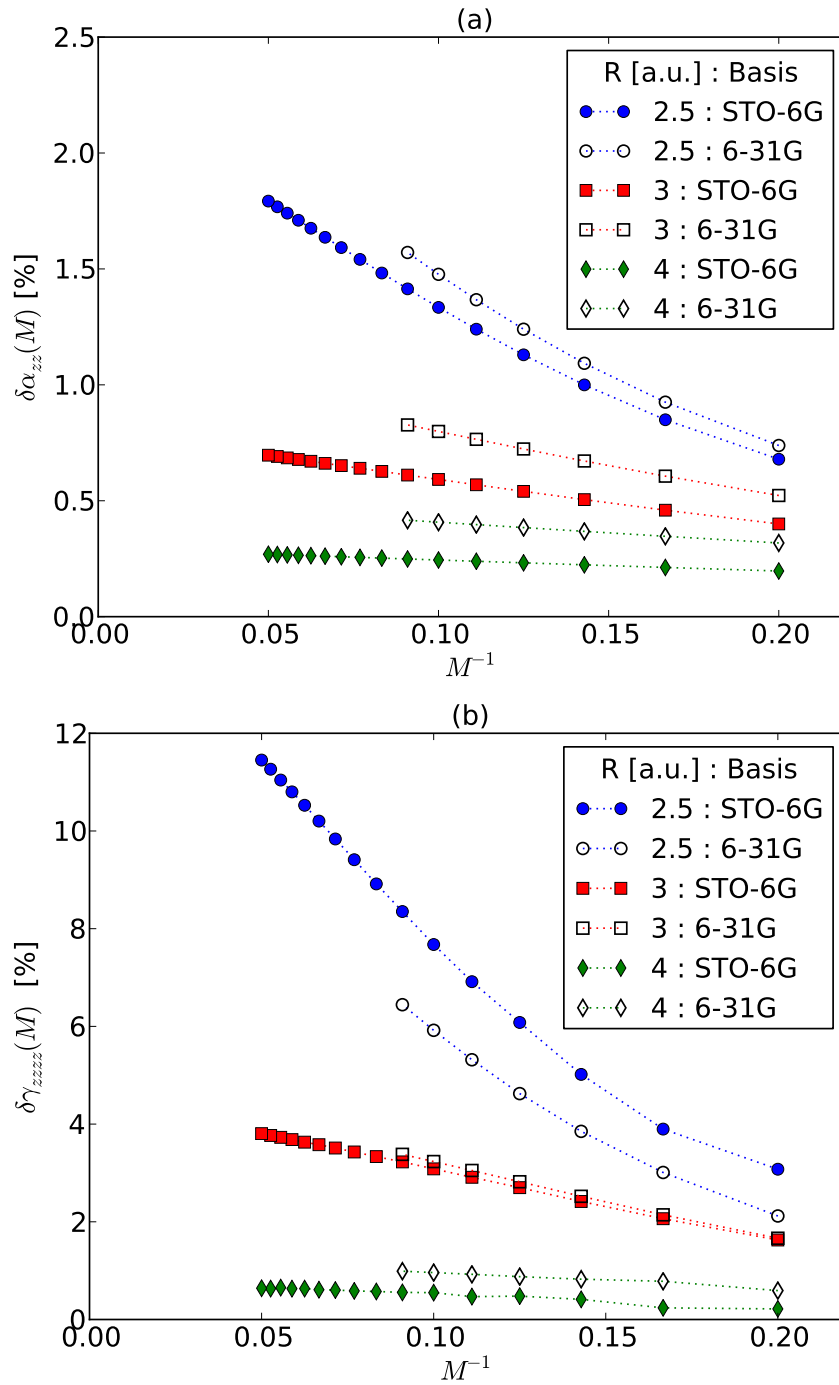 (a)
2.5
2.0
1.5
1.0
0.5
0.0
δα_{zz}(M) [%]
R [a.u.] : Basis
2.5 : STO-6G
2.5 : 6-31G
3 : STO-6G
3 : 6-31G
4 : STO-6G
4 : 6-31G
0.00 0.05 0.10 0.15 0.20
M^{-1}
(b)
12
10
8
6
4
2
0
δγ_{zzzz}(M) [%]
R [a.u.] : Basis
2.5 : STO-6G
2.5 : 6-31G
3 : STO-6G
3 : 6-31G
4 : STO-6G
4 : 6-31G
0.00 0.05 0.10 0.15 0.20
M^{-1}